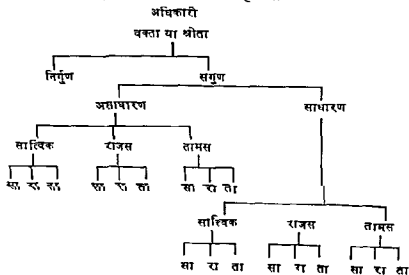 अधिकारी
वक्ता या श्रोता
निर्गुण सगुण
असाधारण साधारण
सात्विक राजस तामस
सा रा ता सा रा ता सा रा ता
सात्विक राजस तामस
सा रा ता सा रा ता सा रा ता